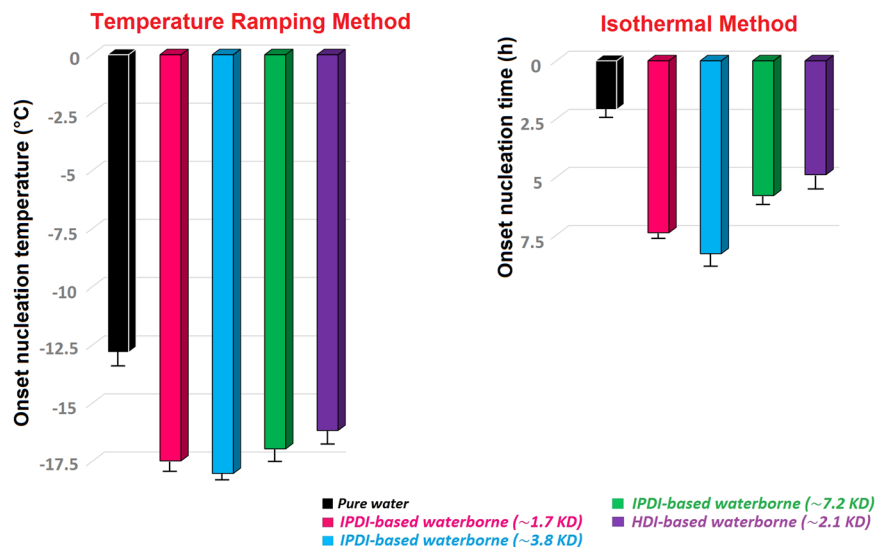 Temperature Ramping Method
Onset nucleation temperature (°C)
0
-2.5
-5
-7.5
-10
-12.5
-15
-17.5
Isothermal Method
Onset nucleation time (h)
0
2.5
5
7.5
Pure water
IPDI-based waterborne (~1.7 KD)
IPDI-based waterborne (~3.8 KD)
IPDI-based waterborne (~7.2 KD)
HDI-based waterborne (~2.1 KD)